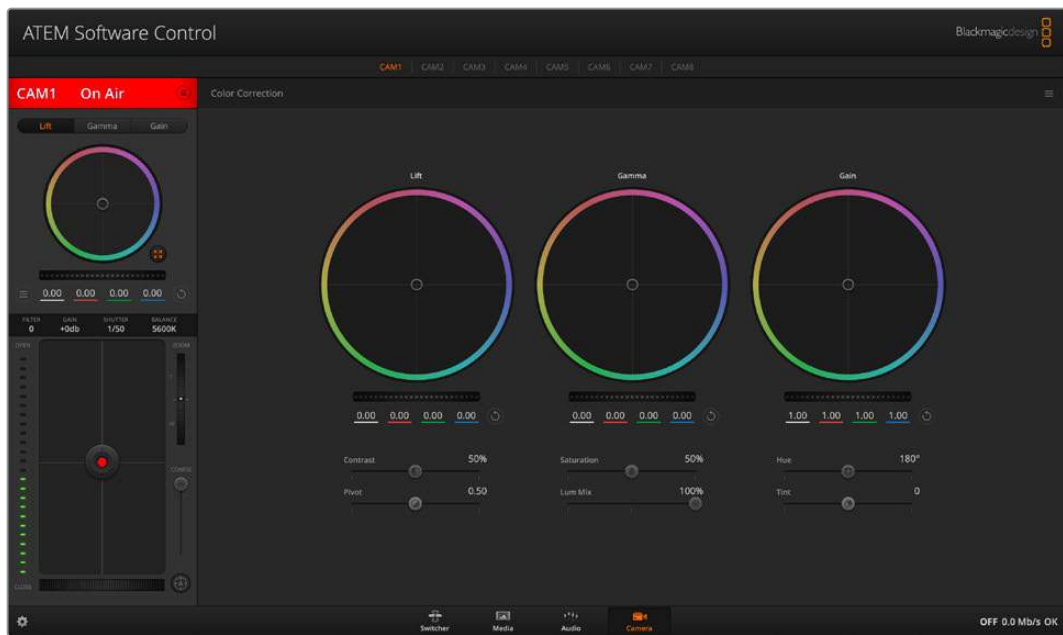 ATEM Software Control
Blackmagicdesign
CAM1 CAM2 CAM3 CAM4 CAM5 CAM6 CAM7 CAM8
CAM1 On Air
Color Correction
Lift Gamma Gain
0.00 0.00 0.00 0.00
FILTER GAIN SHUTTER BALANCE
0 +0db 1/50 5600K
OPEN
ZOOM
T
W
COARSE
CLOSE
Lift
0.00 0.00 0.00 0.00
Contrast 50%
Pivot 0.50
Gamma
0.00 0.00 0.00 0.00
Saturation 50%
Lum Mix 100%
Gain
1.00 1.00 1.00 1.00
Hue 180°
Tint 0
Switcher Media Audio Camera
OFF 0.0 Mb/s OK